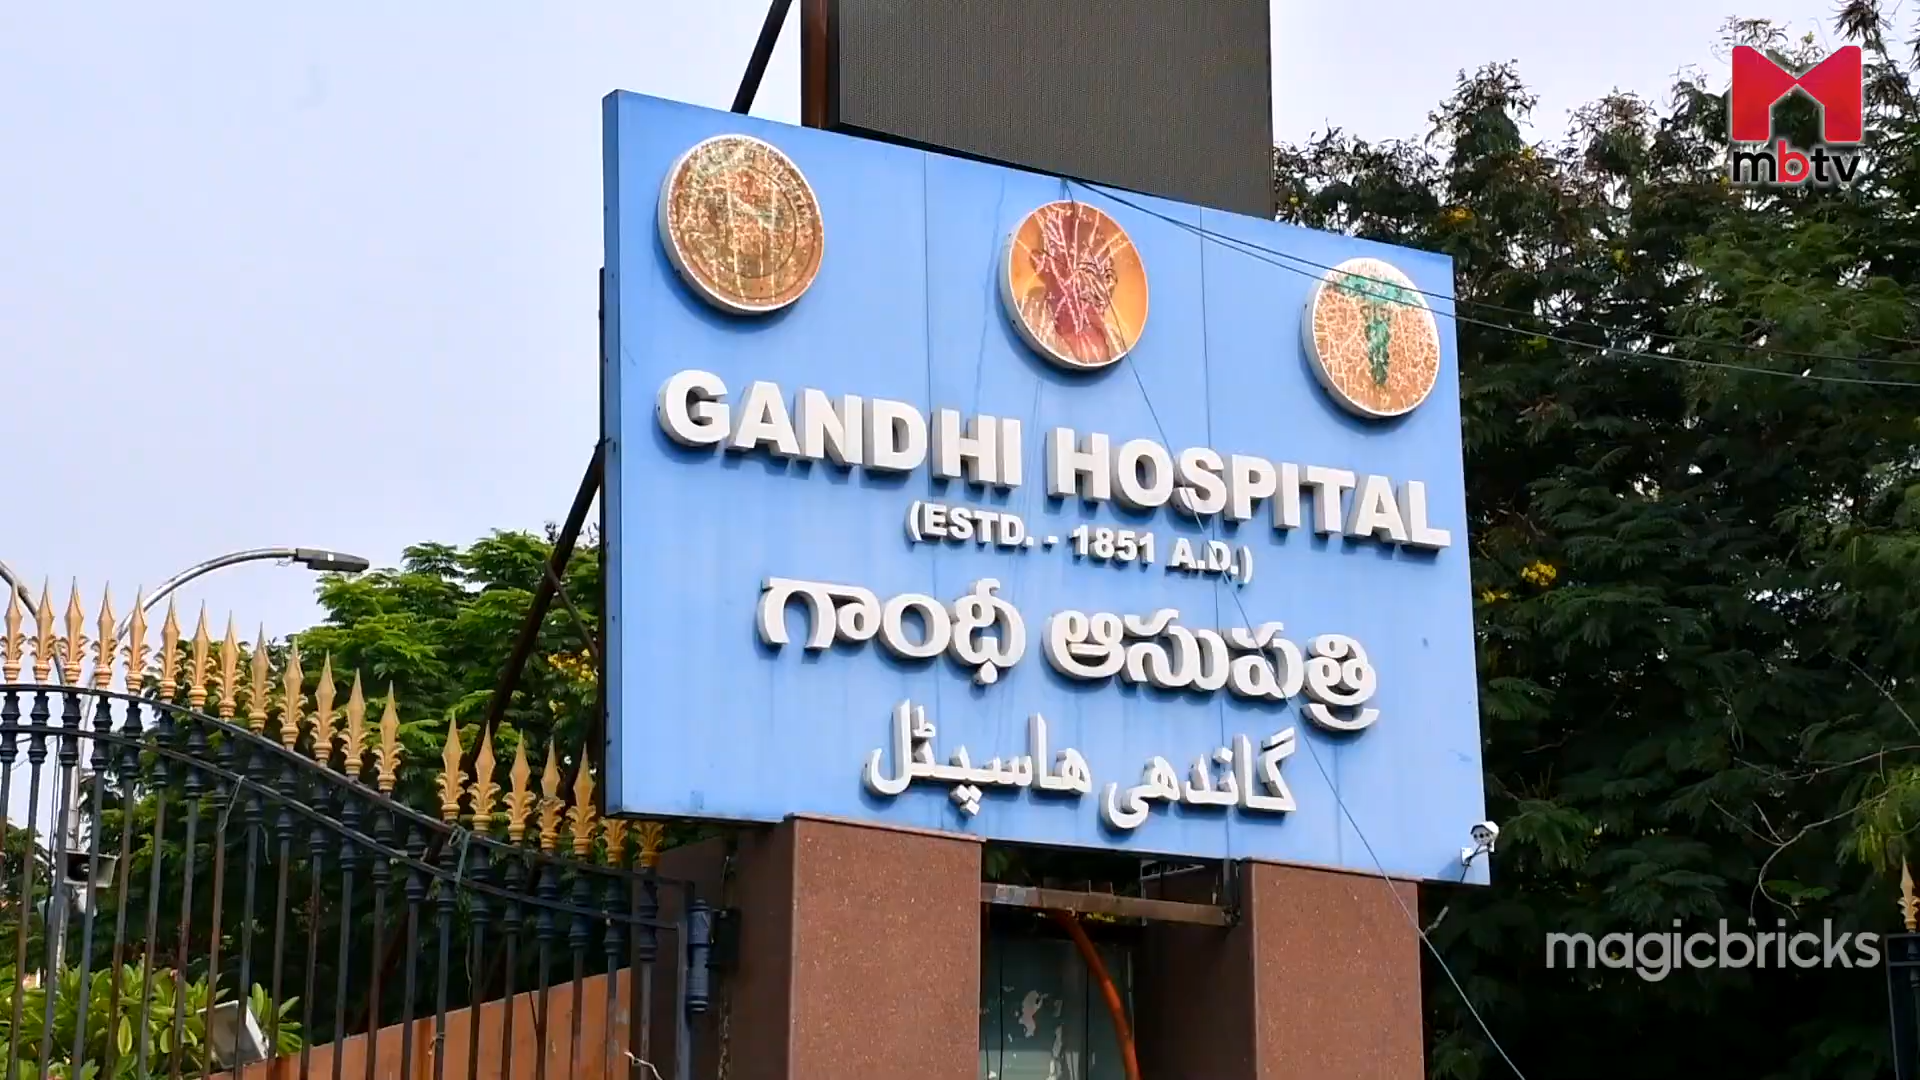 mbtv
GANDHI HOSPITAL
(ESTD. - 1851 A.D.)
గాంధీ ఆసుపత్రి
گاندھی ہاسپٹل
magicbricks